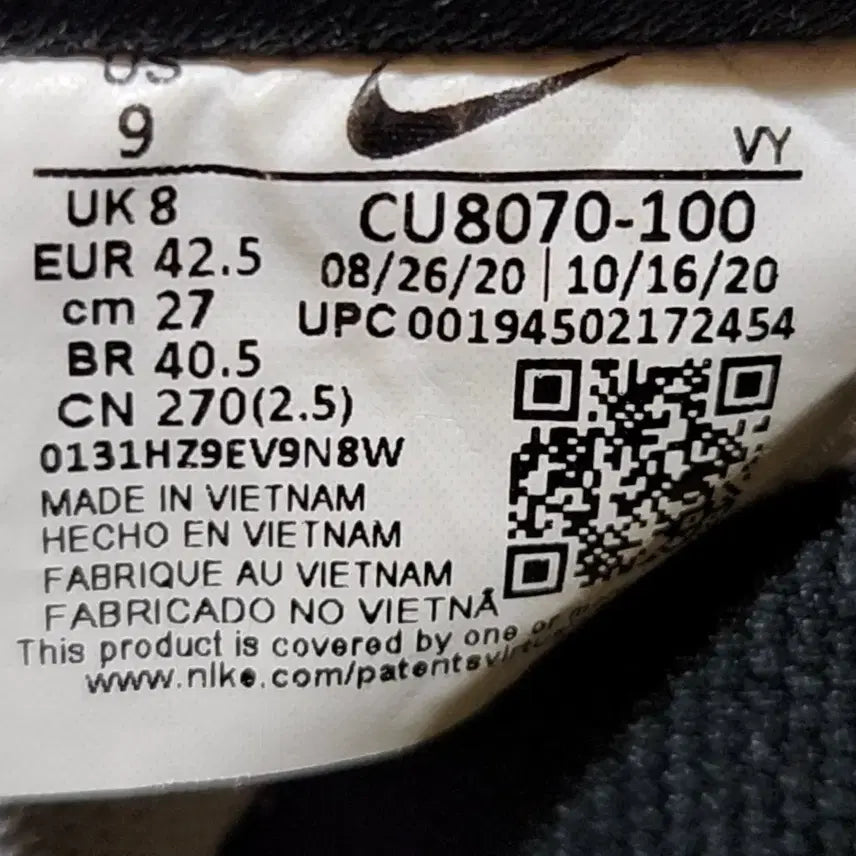 US
9
VY
UK 8
EUR 42.5
cm 27
BR 40.5
CN 270(2.5)
CU8070-100
08/26/20 | 10/16/20
UPC 00194502172454
0131HZ9EV9N8W
MADE IN VIETNAM
HECHO EN VIETNAM
FABRIQUE AU VIETNAM
FABRICADO NO VIETNÃ
This product is covered by one or
www.nike.com/patents